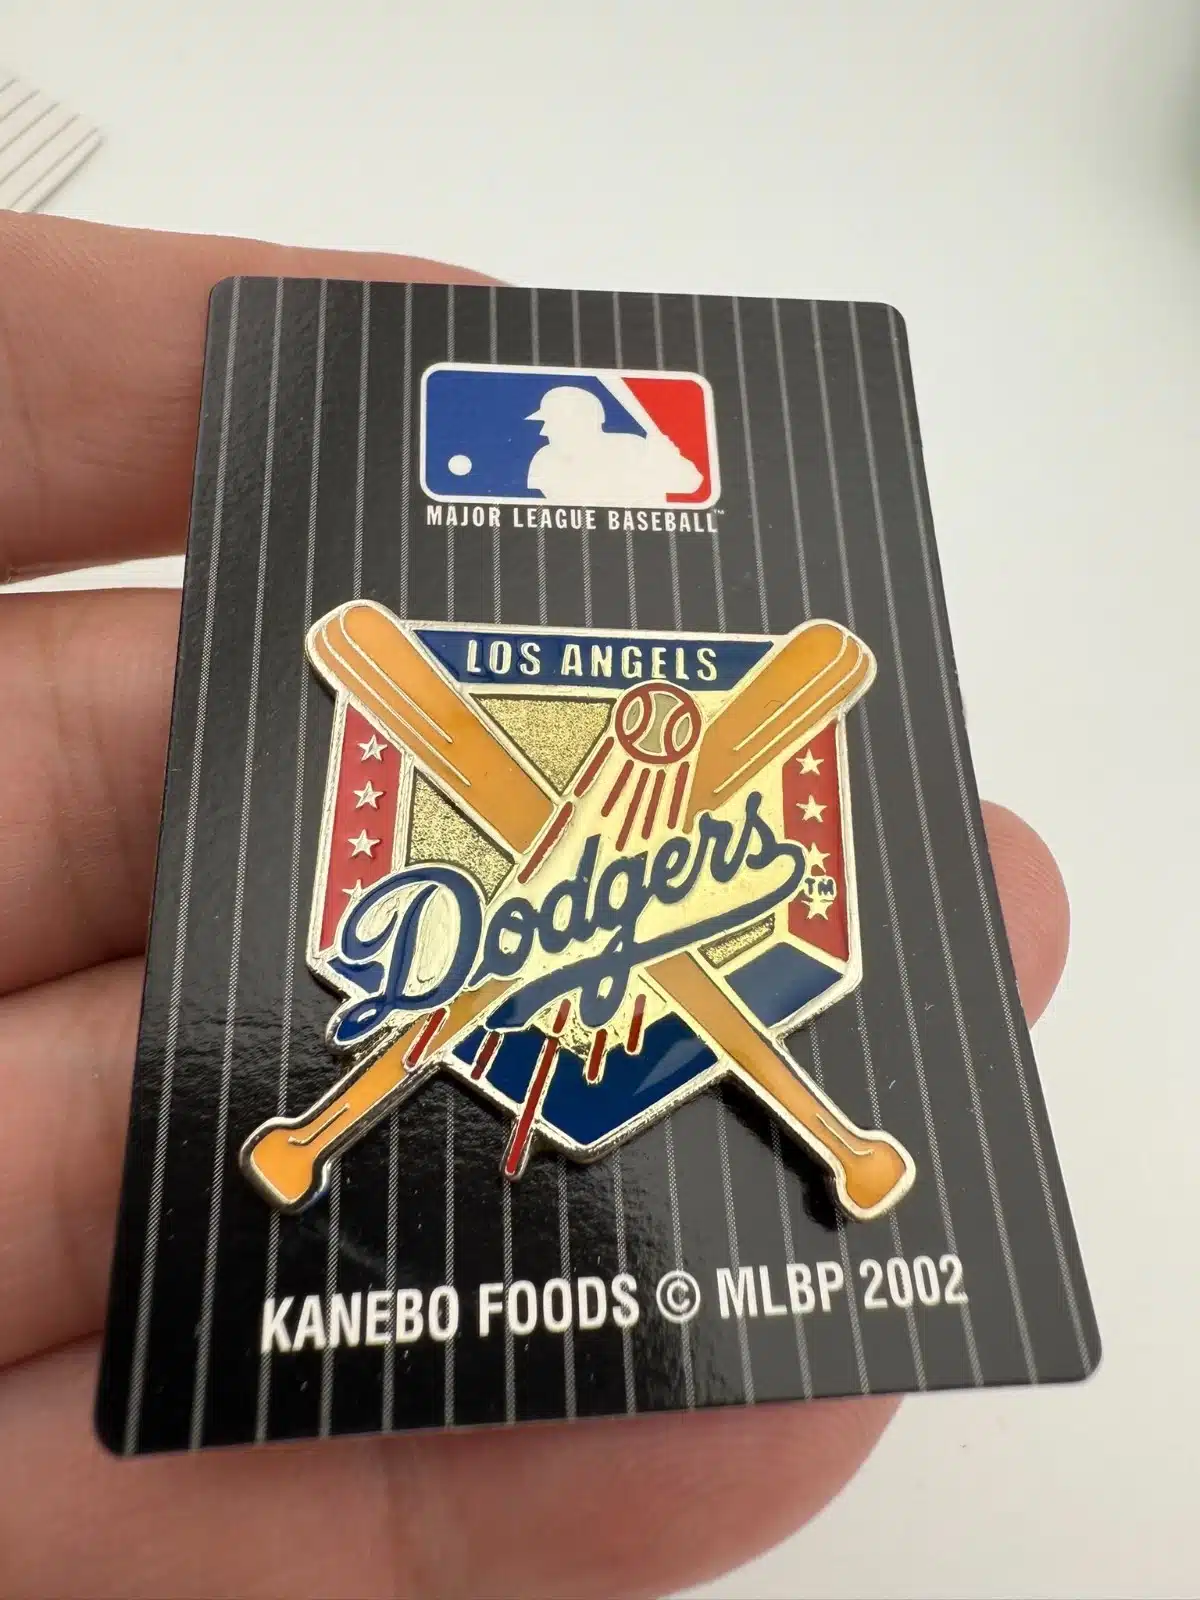 MAJOR LEAGUE BASEBALL™
LOS ANGELS
Dodgers™
KANEBO FOODS © MLBP 2002